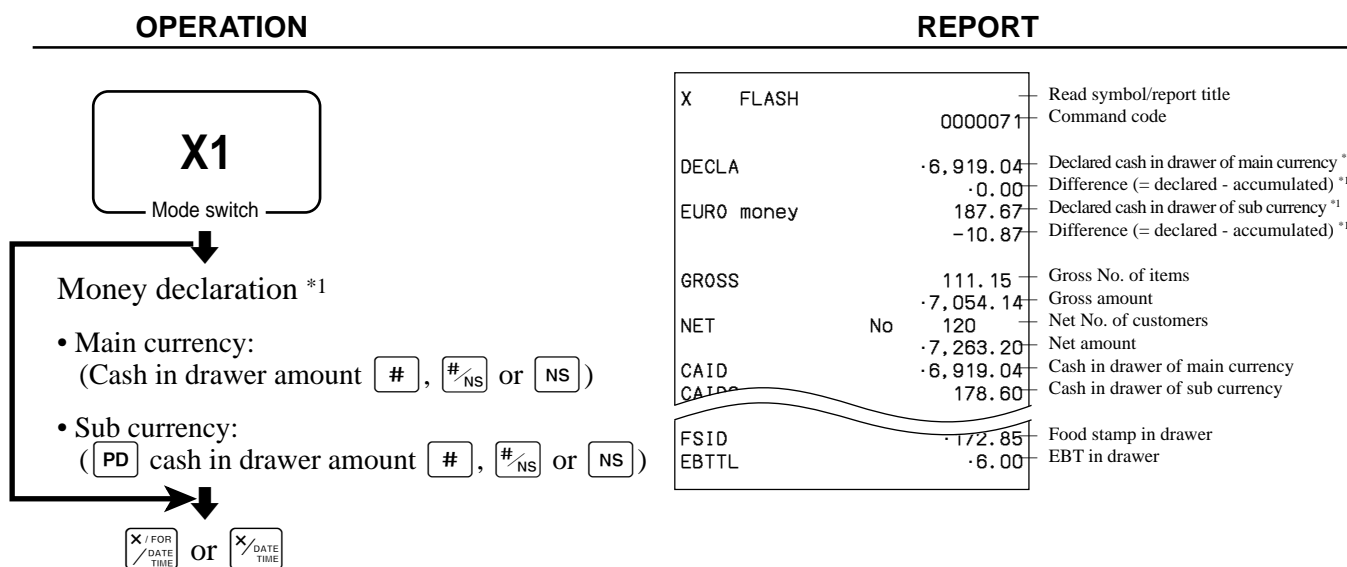 OPERATION
REPORT
X1
Mode switch
Money declaration *1
• Main currency:
(Cash in drawer amount #, #/NS or NS)
• Sub currency:
(PD cash in drawer amount #, #/NS or NS)
X / FOR / DATE TIME or X/DATE TIME
X FLASH Read symbol/report title
0000071 Command code
DECLA ·6,919.04 Declared cash in drawer of main currency *
·0.00 Difference (= declared - accumulated) *1
EURO money 187.67 Declared cash in drawer of sub currency *1
-10.87 Difference (= declared - accumulated) *1
GROSS 111.15 Gross No. of items
·7,054.14 Gross amount
NET No 120 Net No. of customers
·7,263.20 Net amount
CAID ·6,919.04 Cash in drawer of main currency
178.60 Cash in drawer of sub currency
FSID ·172.85 Food stamp in drawer
EBTTL ·6.00 EBT in drawer